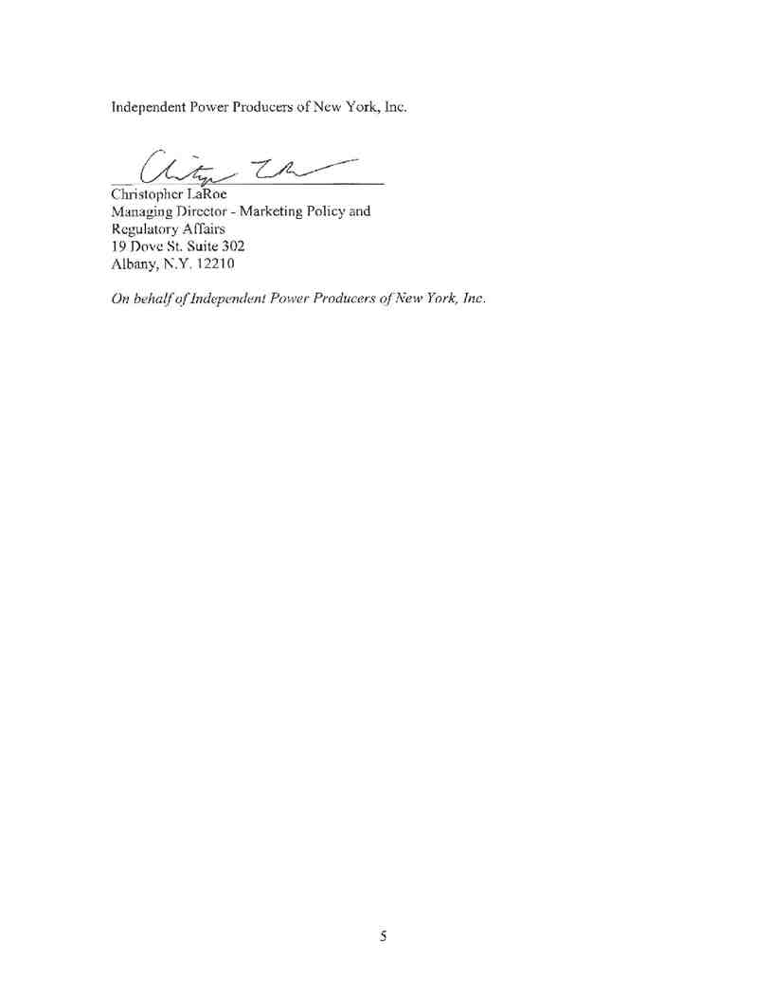 Independent Power Producers of New York, Inc.
Christopher LaRoe
Managing Director - Marketing Policy and
Regulatory Affairs
19 Dove St. Suite 302
Albany, N.Y. 12210
On behalf of Independent Power Producers of New York, Inc.
5